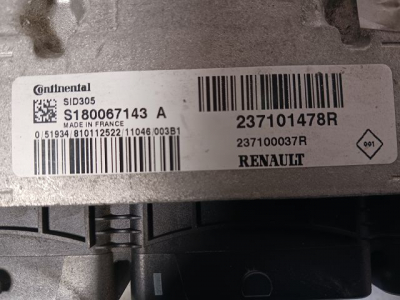 Continental
SID305
S180067143 A
MADE IN FRANCE
0 51934 810112522 11046 003B1
237101478R
237100037R
RENAULT
001